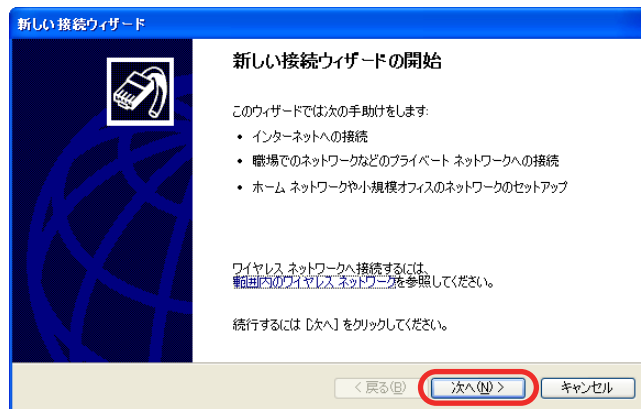 新しい接続ウィザード
新しい接続ウィザードの開始
このウィザードでは次の手助けをします:
• インターネットへの接続
• 職場でのネットワークなどのプライベート ネットワークへの接続
• ホーム ネットワークや小規模オフィスのネットワークのセットアップ
ワイヤレス ネットワークへ接続するには、
範囲内のワイヤレス ネットワークを参照してください。
続行するには [次へ] をクリックしてください。
< 戻る(B) 次へ(N) > キャンセル